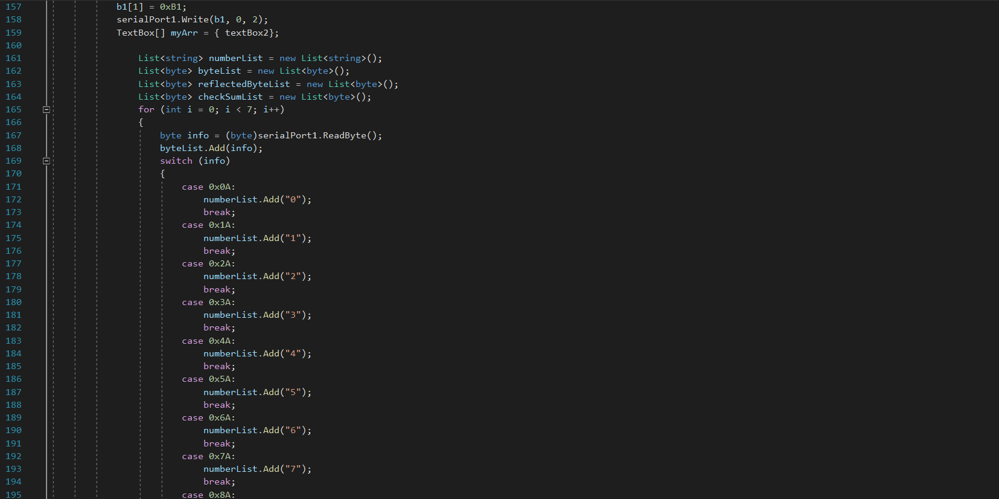 157 b1[1] = 0xB1;
158 serialPort1.Write(b1, 0, 2);
159 TextBox[] myArr = { textBox2};
160
161 List<string> numberList = new List<string>();
162 List<byte> byteList = new List<byte>();
163 List<byte> reflectedByteList = new List<byte>();
164 List<byte> checkSumList = new List<byte>();
165 for (int i = 0; i < 7; i++)
166 {
167 byte info = (byte)serialPort1.ReadByte();
168 byteList.Add(info);
169 switch (info)
170 {
171 case 0x0A:
172 numberList.Add("0");
173 break;
174 case 0x1A:
175 numberList.Add("1");
176 break;
177 case 0x2A:
178 numberList.Add("2");
179 break;
180 case 0x3A:
181 numberList.Add("3");
182 break;
183 case 0x4A:
184 numberList.Add("4");
185 break;
186 case 0x5A:
187 numberList.Add("5");
188 break;
189 case 0x6A:
190 numberList.Add("6");
191 break;
192 case 0x7A:
193 numberList.Add("7");
194 break;
195 case 0x8A: